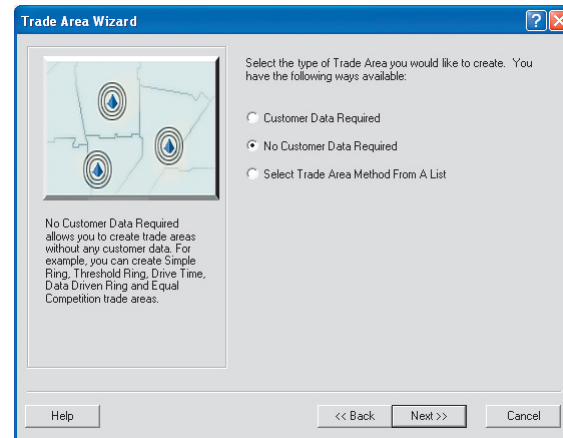 Trade Area Wizard
Select the type of Trade Area you would like to create. You
have the following ways available:
Customer Data Required
No Customer Data Required
Select Trade Area Method From A List
No Customer Data Required
allows you to create trade areas
without any customer data. For
example, you can create Simple
Ring, Threshold Ring, Drive Time,
Data Driven Ring and Equal
Competition trade areas.
Help
<< Back
Next >>
Cancel